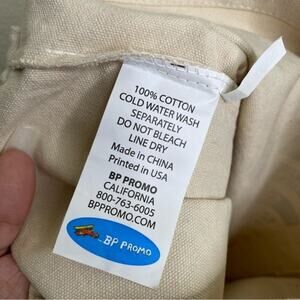 100% COTTON
COLD WATER WASH
SEPARATELY
DO NOT BLEACH
LINE DRY
Made in CHINA
Printed in USA
BP PROMO
CALIFORNIA
800-763-6005
BPPROMO.COM
BP PROMO